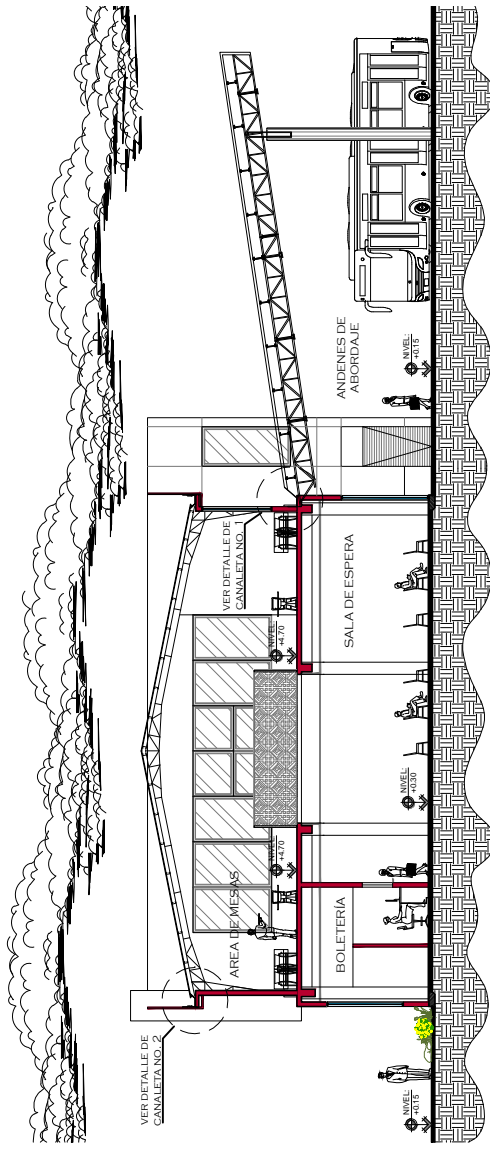 VER DETALLE DE
CANALETA NO. 2
VER DETALLE DE
CANALETA NO. 1
AREA DE MESAS
NIVEL:
+4.70
NIVEL:
+4.70
ANDENES DE
ABORDAJE
BOLETERÍA
SALA DE ESPERA
NIVEL:
+0.15
NIVEL:
+0.30
NIVEL:
+0.15